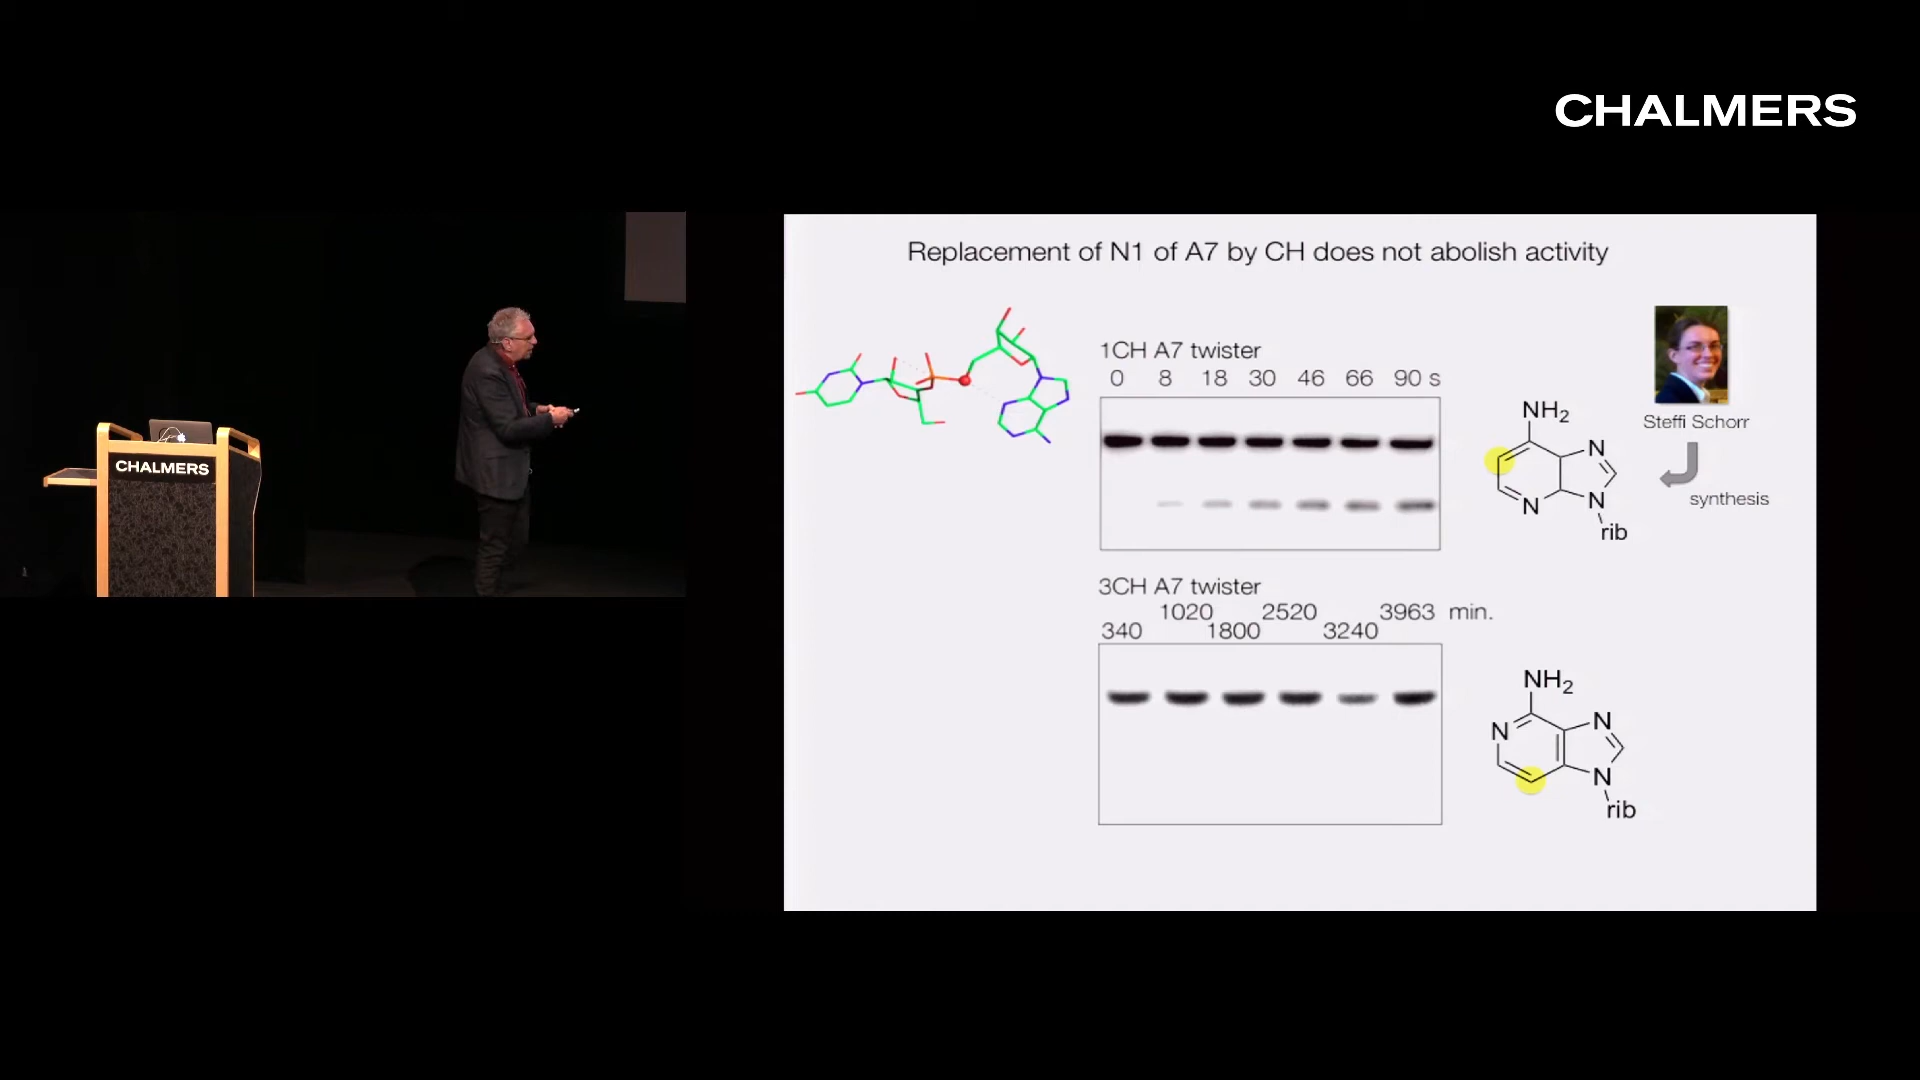 CHALMERS
CHALMERS
Replacement of N1 of A7 by CH does not abolish activity
1CH A7 twister
0 8 18 30 46 66 90 s
NH2
N
N
N
rib
Steffi Schorr
synthesis
3CH A7 twister
1020 2520 3963 min.
340 1800 3240
NH2
N
N
N
rib